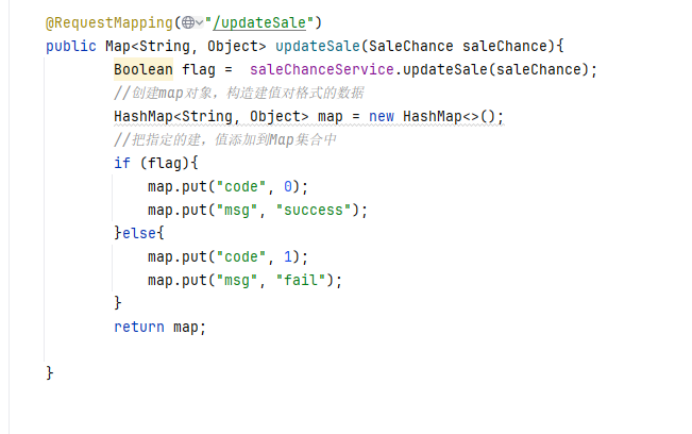 @RequestMapping("/updateSale")
public Map<String, Object> updateSale(SaleChance saleChance){
Boolean flag =  saleChanceService.updateSale(saleChance);
//创建map对象，构造建值对格式的数据
HashMap<String, Object> map = new HashMap<>();
//把指定的建，值添加到Map集合中
if (flag){
map.put("code", 0);
map.put("msg", "success");
}else{
map.put("code", 1);
map.put("msg", "fail");
}
return map;
}